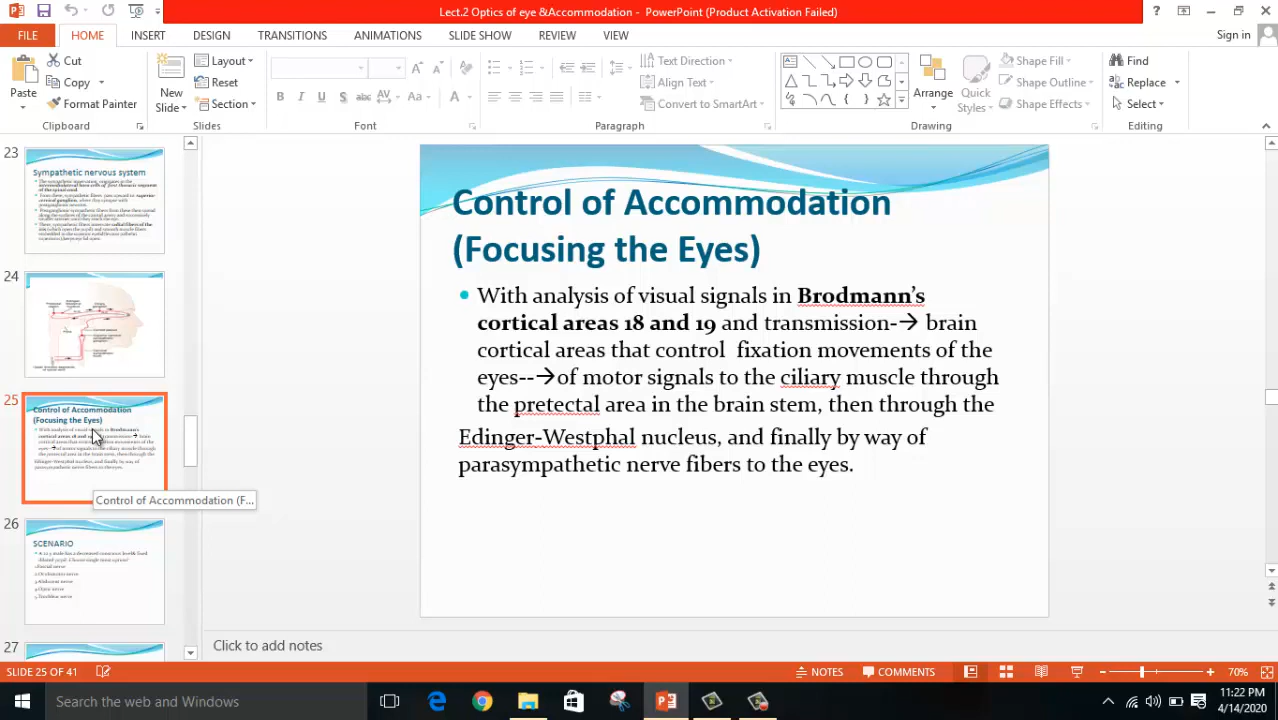 Lect.2 Optics of eye &Accommodation - PowerPoint (Product Activation Failed)
FILE HOME INSERT DESIGN TRANSITIONS ANIMATIONS SLIDE SHOW REVIEW VIEW Sign in
Paste
Cut
Copy
Format Painter
Clipboard
New Slide
Layout
Reset
Section
Slides
B I U S abc AV Aa A
Font
Paragraph
Text Direction
Align Text
Convert to SmartArt
Arrange
Quick Styles
Shape Fill
Shape Outline
Shape Effects
Drawing
Find
Replace
Select
Editing
23
Sympathetic nervous system
24
25
Control of Accommodation
(Focusing the Eyes)
Control of Accommodation (F...
26
SCENARIO
27
Control of Accommodation
(Focusing the Eyes)
With analysis of visual signals in Brodmann's
cortical areas 18 and 19 and transmission-→ brain
cortical areas that control fixation movements of the
eyes--→of motor signals to the ciliary muscle through
the pretectal area in the brain stem, then through the
Edinger-Westphal nucleus, and finally by way of
parasympathetic nerve fibers to the eyes.
Click to add notes
SLIDE 25 OF 41 NOTES COMMENTS 70%
Search the web and Windows
11:22 PM
4/14/2020